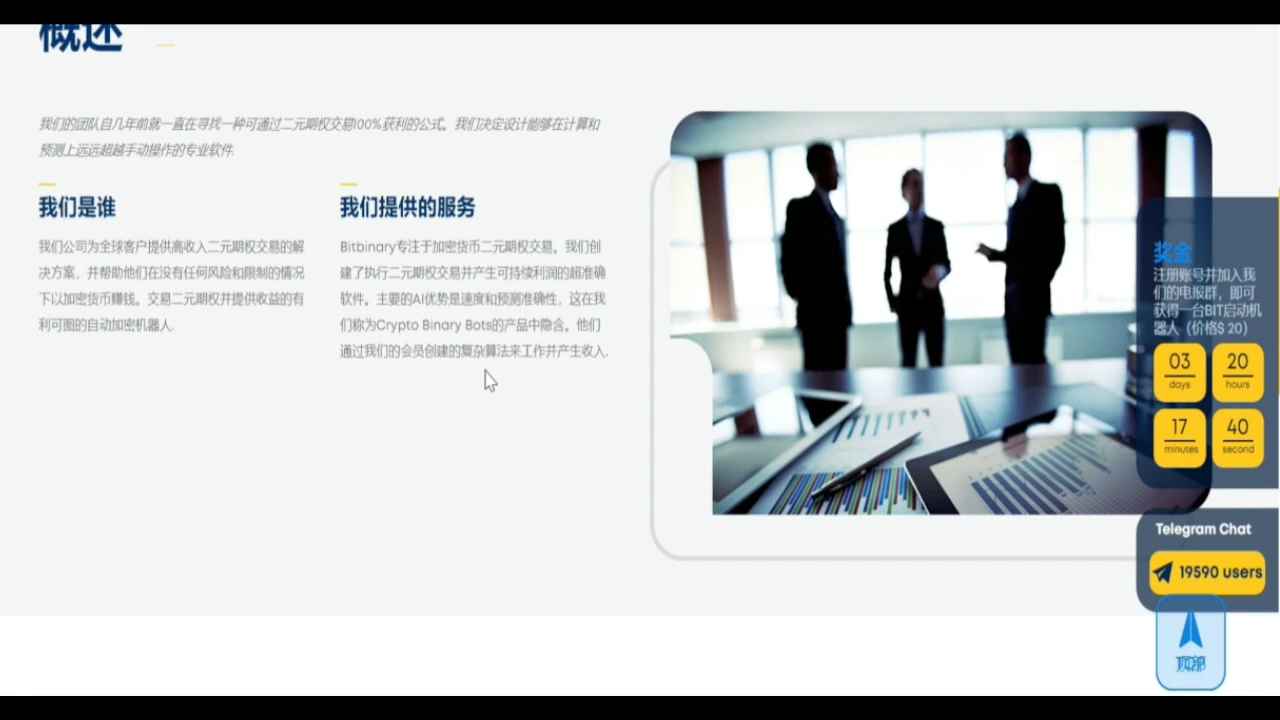 概述
我们的团队自几年前就一直在寻找一种可通过二元期权交易100%获利的公式。我们决定设计能够在计算和
预测上远远超越手动操作的专业软件.
我们是谁
我们公司为全球客户提供高收入二元期权交易的解
决方案，并帮助他们在没有任何风险和限制的情况
下以加密货币赚钱。交易二元期权并提供收益的有
利可图的自动加密机器人.
我们提供的服务
Bitbinary专注于加密货币二元期权交易。我们创
建了执行二元期权交易并产生可持续利润的超准确
软件。主要的AI优势是速度和预测准确性，这在我
们称为Crypto Binary Bots的产品中隐含。他们
通过我们的会员创建的复杂算法来工作并产生收入.
奖金
注册账号并加入我
们的电报群，即可
获得一台BIT启动机
器人（价格$ 20）
03 20
days hours
17 40
minutes second
Telegram Chat
19590 users
顶部